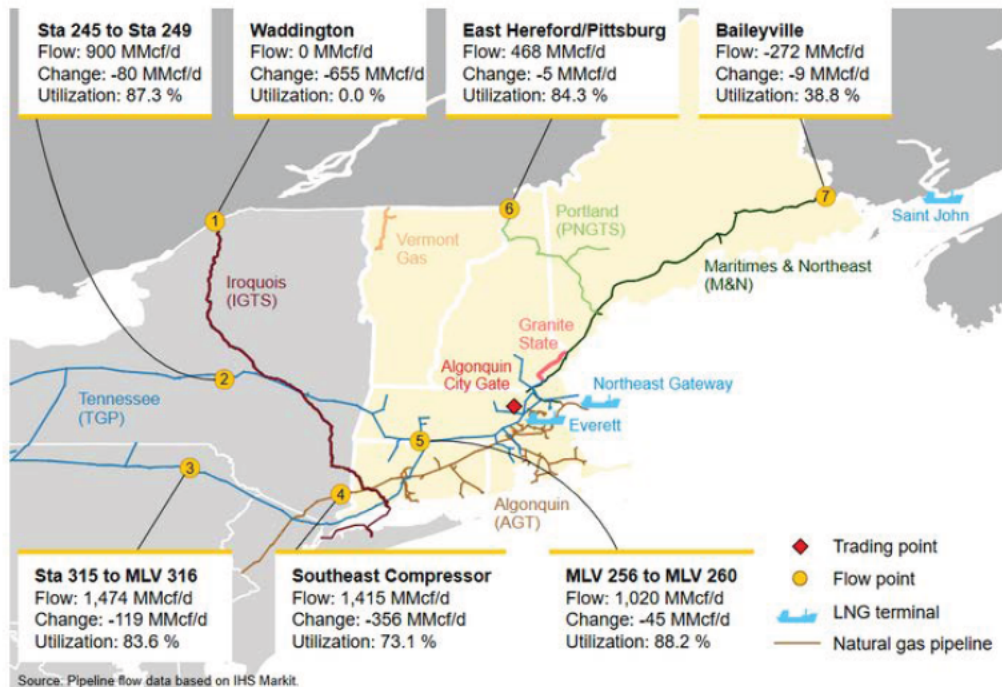 Sta 245 to Sta 249
Flow: 900 MMcf/d
Change: -80 MMcf/d
Utilization: 87.3 %
Waddington
Flow: 0 MMcf/d
Change: -655 MMcf/d
Utilization: 0.0 %
East Hereford/Pittsburg
Flow: 468 MMcf/d
Change: -5 MMcf/d
Utilization: 84.3 %
Baileyville
Flow: -272 MMcf/d
Change: -9 MMcf/d
Utilization: 38.8 %
1
6
7
Saint John
Vermont
Gas
Portland
(PNGTS)
Maritimes & Northeast
(M&N)
Iroquois
(IGTS)
Granite
State
Algonquin
City Gate
2
Tennessee
(TGP)
Northeast Gateway
Everett
5
3
4
Algonquin
(AGT)
Sta 315 to MLV 316
Flow: 1,474 MMcf/d
Change: -119 MMcf/d
Utilization: 83.6 %
Southeast Compressor
Flow: 1,415 MMcf/d
Change: -356 MMcf/d
Utilization: 73.1 %
MLV 256 to MLV 260
Flow: 1,020 MMcf/d
Change: -45 MMcf/d
Utilization: 88.2 %
Trading point
Flow point
LNG terminal
Natural gas pipeline
Source: Pipeline flow data based on IHS Markit.